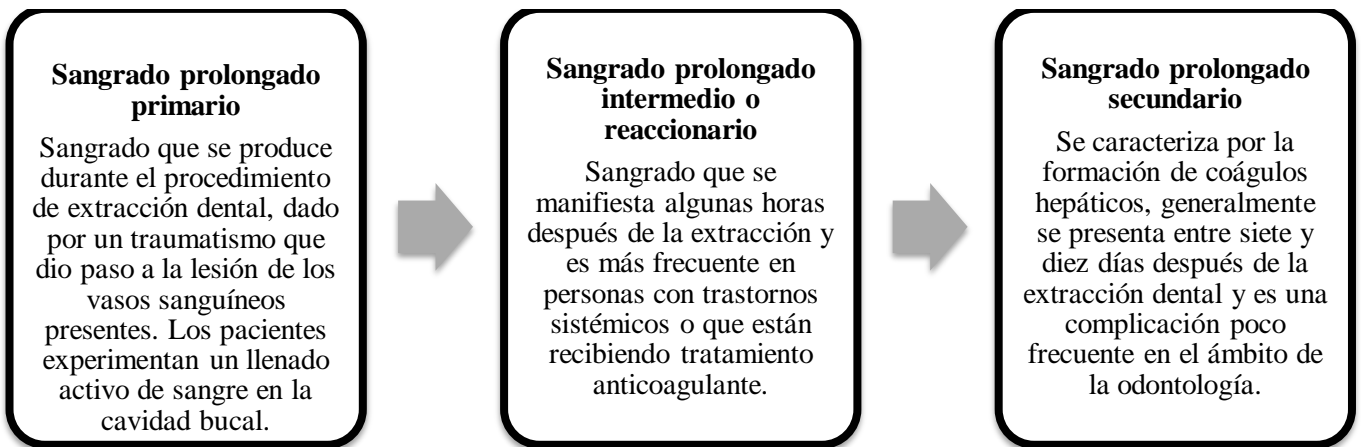 Sangrado prolongado
primario
Sangrado que se produce
durante el procedimiento
de extracción dental, dado
por un traumatismo que
dio paso a la lesión de los
vasos sanguíneos
presentes. Los pacientes
experimentan un llenado
activo de sangre en la
cavidad bucal.
Sangrado prolongado
intermedio o
reaccionario
Sangrado que se
manifiesta algunas horas
después de la extracción y
es más frecuente en
personas con trastornos
sistémicos o que están
recibiendo tratamiento
anticoagulante.
Sangrado prolongado
secundario
Se caracteriza por la
formación de coágulos
hepáticos, generalmente
se presenta entre siete y
diez días después de la
extracción dental y es una
complicación poco
frecuente en el ámbito de
la odontología.